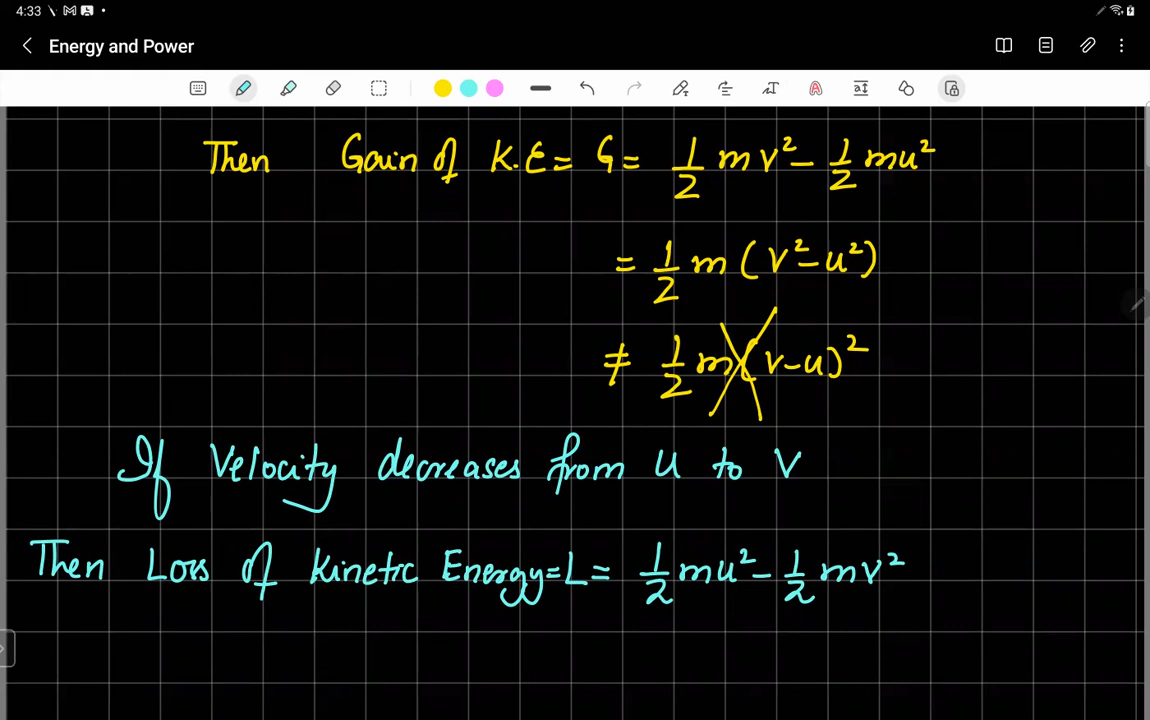 4:33
Energy and Power
Then Gain of K.E = G = 1/2 mv² - 1/2 mu²
= 1/2 m (v² - u²)
≠ 1/2 m (v - u)²
If Velocity decreases from u to v
Then Loss of Kinetic Energy = L = 1/2 mu² - 1/2 mv²